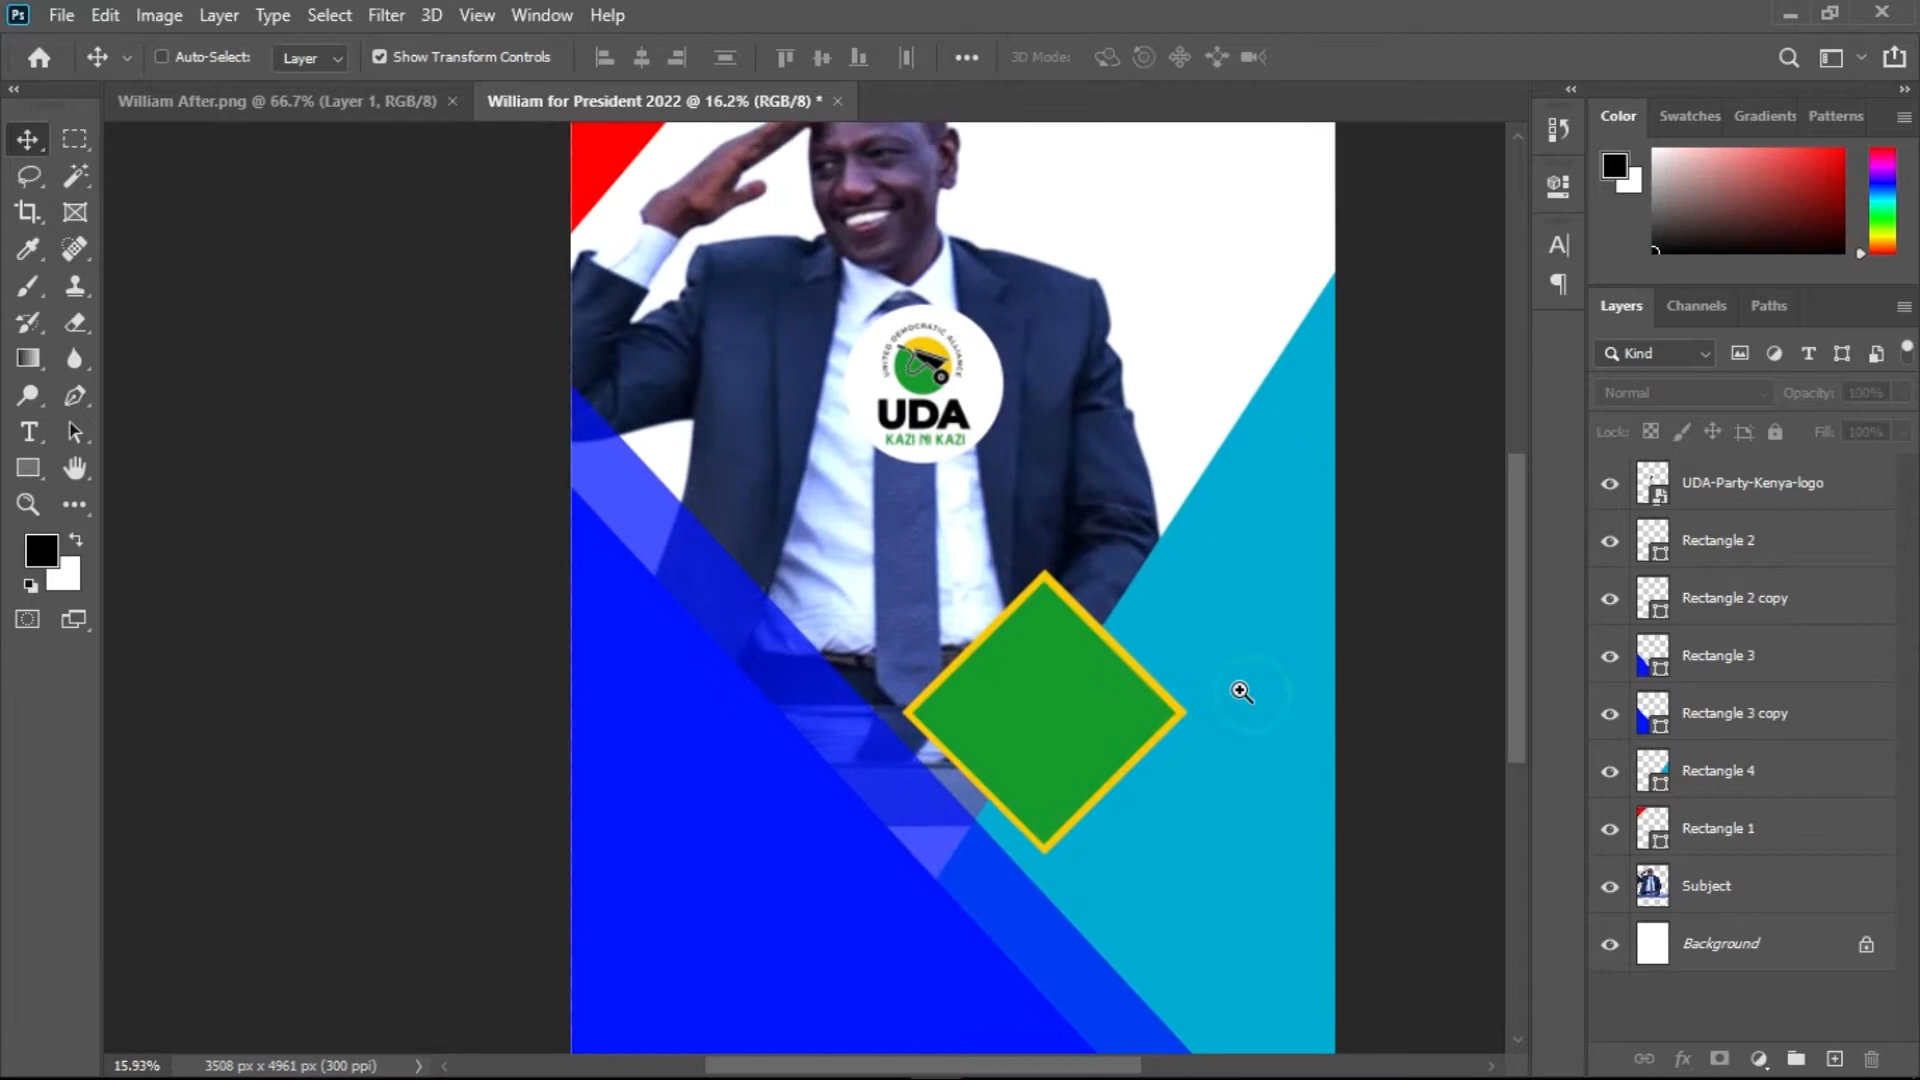 Ps File Edit Image Layer Type Select Filter 3D View Window Help
Auto-Select: Layer Show Transform Controls 3D Mode:
William After.png @ 66.7% (Layer 1, RGB/8) × William for President 2022 @ 16.2% (RGB/8) * ×
Color Swatches Gradients Patterns
Layers Channels Paths
Kind
Normal Opacity: 100%
Lock: Fill: 100%
UDA-Party-Kenya-logo
Rectangle 2
Rectangle 2 copy
Rectangle 3
Rectangle 3 copy
Rectangle 4
Rectangle 1
Subject
Background
UNITED DEMOCRATIC ALLIANCE
UDA
KAZI NI KAZI
15.93% 3508 px x 4961 px (300 ppi)